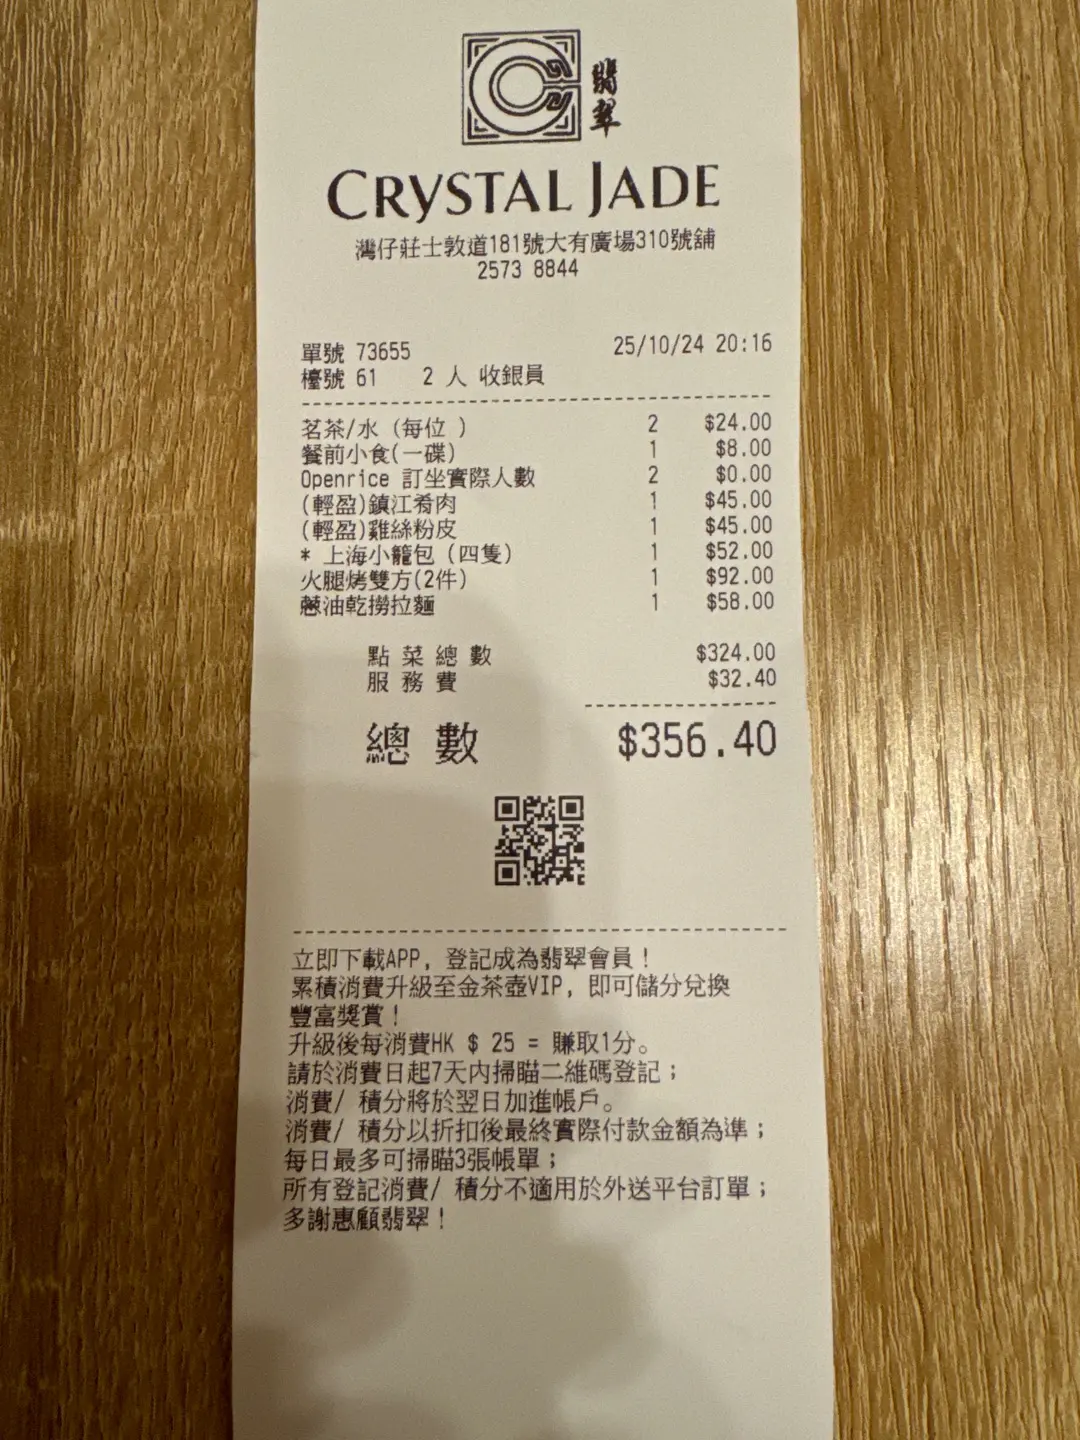 翡翠
CRYSTAL JADE
灣仔莊士敦道181號大有廣場310號舖
2573 8844
單號 73655 25/10/24 20:16
檯號 61 2 人 收銀員
茗茶/水 (每位 ) 2 $24.00
餐前小食(一碟) 1 $8.00
Openrice 訂坐實際人數 2 $0.00
(輕盈)鎮江肴肉 1 $45.00
(輕盈)雞絲粉皮 1 $45.00
* 上海小籠包 (四隻) 1 $52.00
火腿烤雙方(2件) 1 $92.00
蔥油乾撈拉麵 1 $58.00
點 菜 總 數 $324.00
服 務 費 $32.40
總 數 $356.40
立即下載APP, 登記成為翡翠會員!
累積消費升級至金茶壺VIP, 即可儲分兌換
豐富獎賞!
升級後每消費HK $ 25 = 賺取1分。
請於消費日起7天內掃瞄二維碼登記;
消費/ 積分將於翌日加進帳戶。
消費/ 積分以折扣後最終實際付款金額為準;
每日最多可掃瞄3張帳單;
所有登記消費/ 積分不適用於外送平台訂單;
多謝惠顧翡翠!